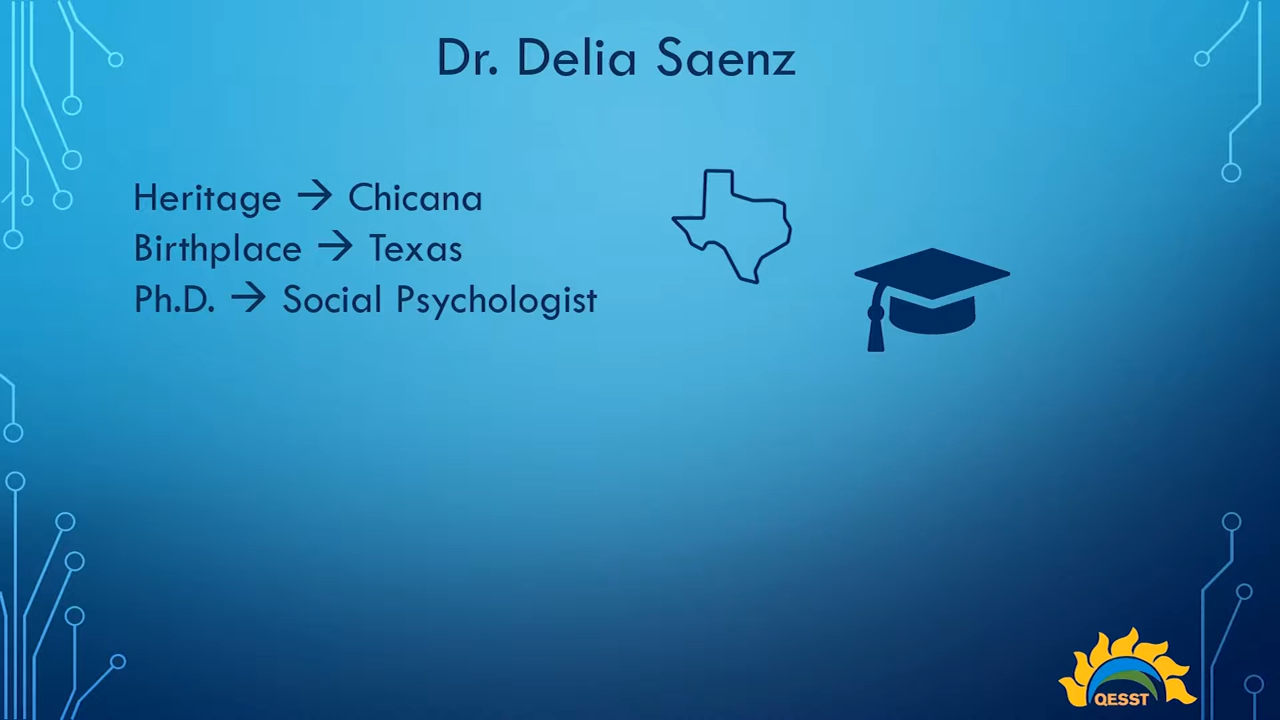 Dr. Delia Saenz
Heritage → Chicana
Birthplace → Texas
Ph.D. → Social Psychologist
QESST